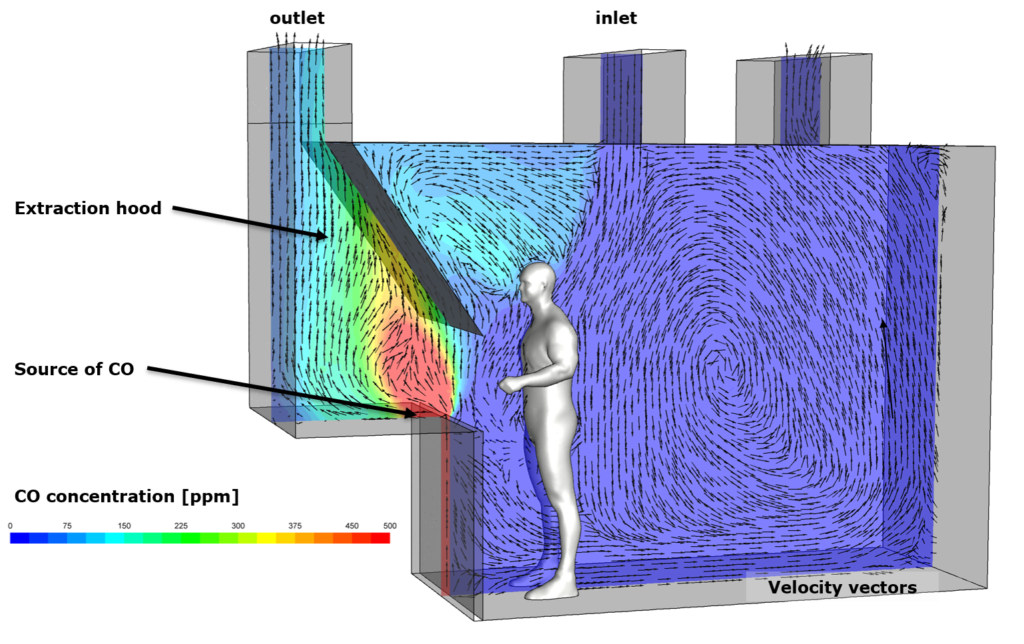 outlet
inlet
Extraction hood
Source of CO
CO concentration [ppm]
0 75 150 225 300 375 450 500
Velocity vectors